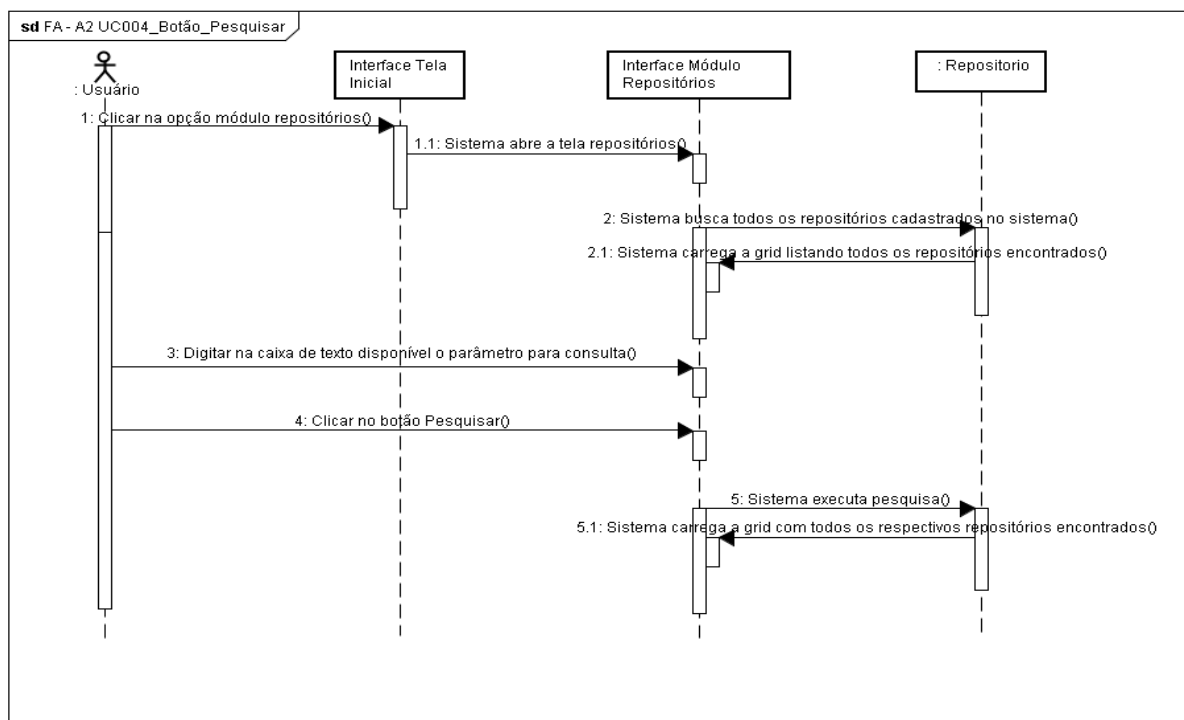 sd FA - A2 UC004_Botão_Pesquisar
: Usuário
Interface Tela
Inicial
Interface Módulo
Repositórios
: Repositorio
1: Clicar na opção módulo repositórios()
1.1: Sistema abre a tela repositórios()
2: Sistema busca todos os repositórios cadastrados no sistema()
2.1: Sistema carrega a grid listando todos os repositórios encontrados()
3: Digitar na caixa de texto disponível o parâmetro para consulta()
4: Clicar no botão Pesquisar()
5: Sistema executa pesquisa()
5.1: Sistema carrega a grid com todos os respectivos repositórios encontrados()